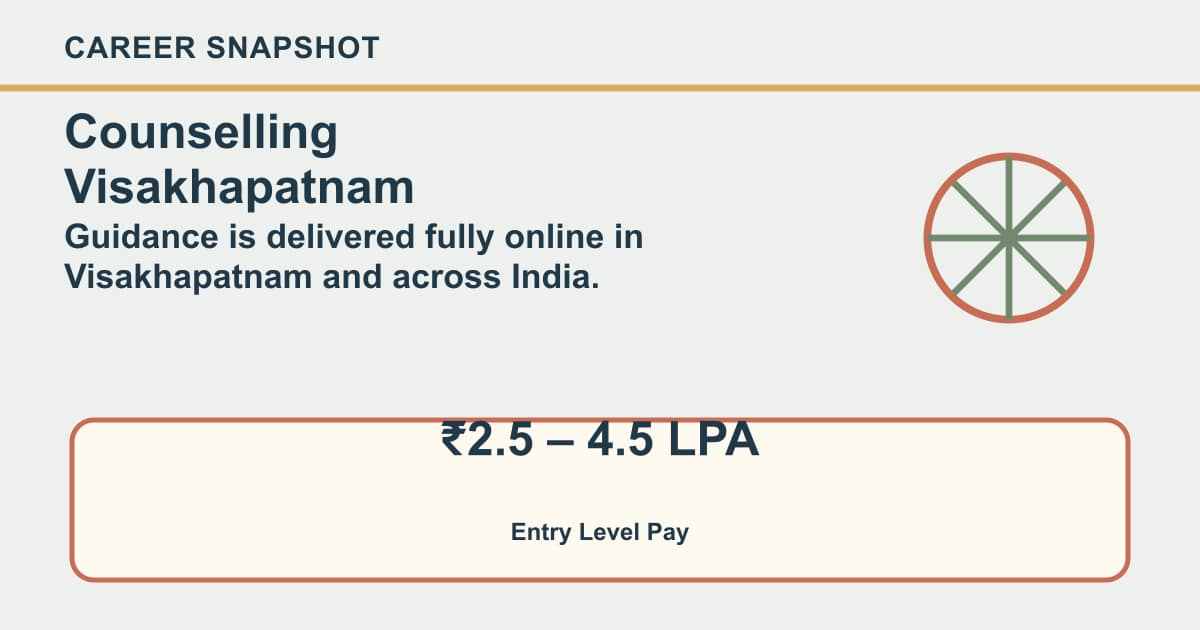 CAREER SNAPSHOT
Counselling
Visakhapatnam
Guidance is delivered fully online in
Visakhapatnam and across India.
₹2.5 – 4.5 LPA
Entry Level Pay